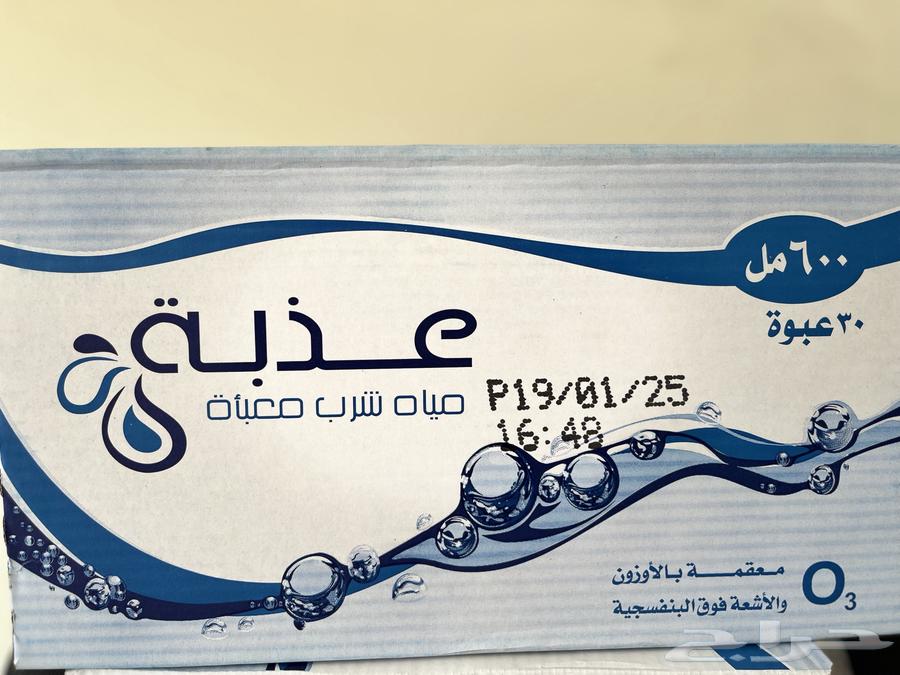 ٦٠٠ مل
٣٠ عبوة
عذبة
مياه شرب معبأة
P19/01/25
16:48
معقمة بالأوزون
والأشعة فوق البنفسجية
O3
حراج